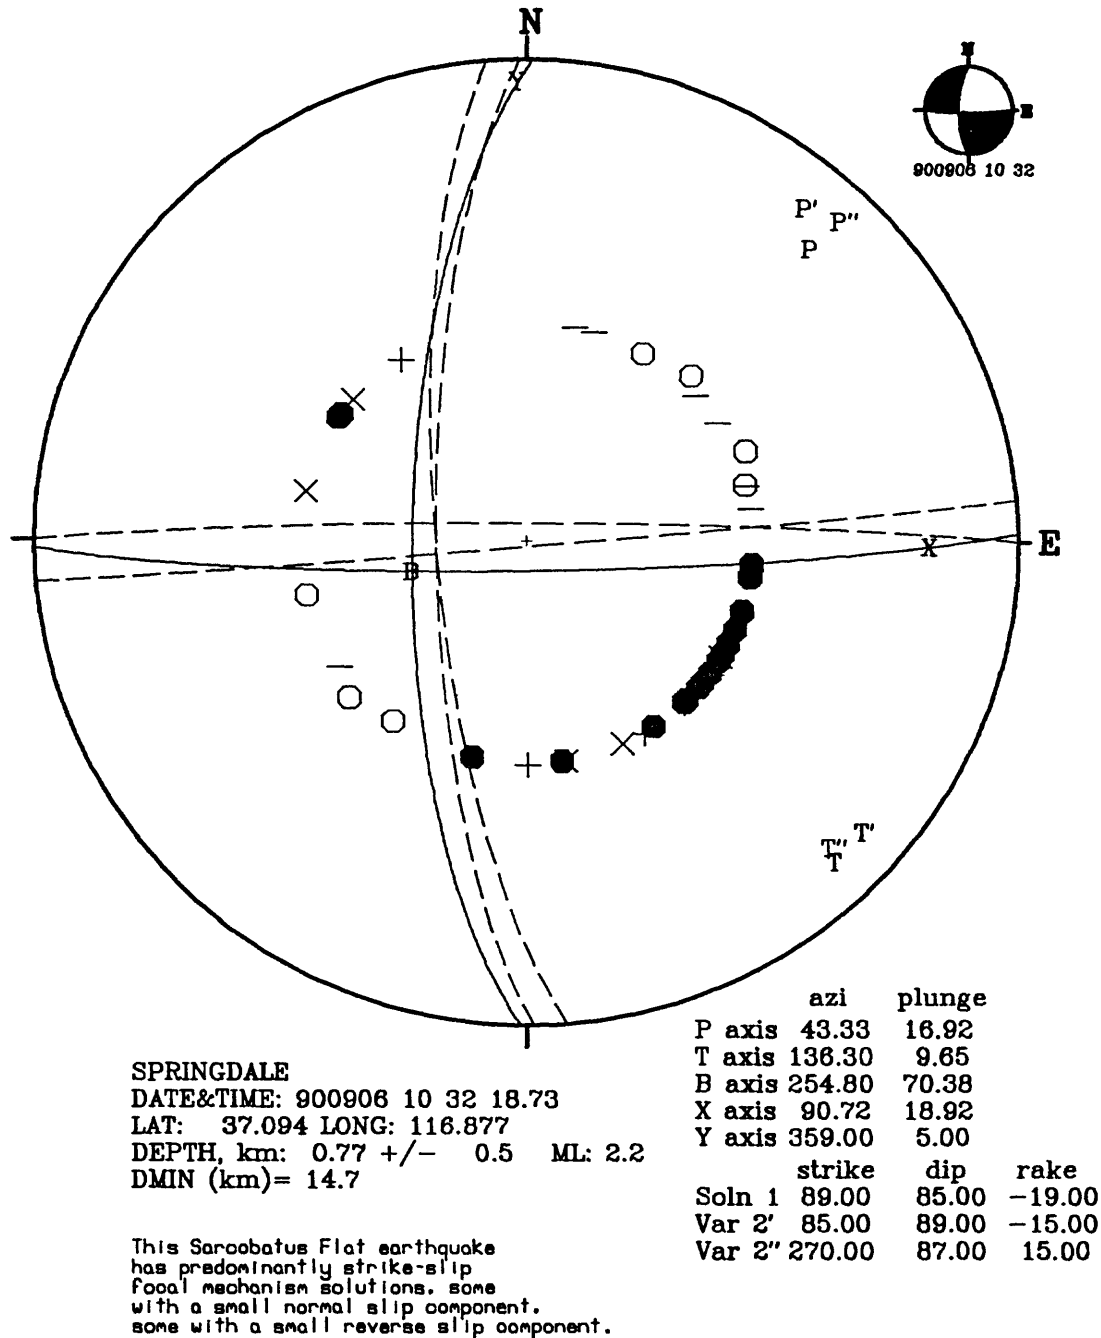 N
N
E
900906 10 32
Y
P' P''
P
E
X
B
T'
T''
T
azi plunge
P axis 43.33 16.92
T axis 136.30 9.65
B axis 254.80 70.38
X axis 90.72 18.92
Y axis 359.00 5.00
strike dip rake
Soln 1 89.00 85.00 -19.00
Var 2' 85.00 89.00 -15.00
Var 2'' 270.00 87.00 15.00
SPRINGDALE
DATE&TIME: 900906 10 32 18.73
LAT: 37.094 LONG: 116.877
DEPTH, km: 0.77 +/- 0.5 ML: 2.2
DMIN (km)= 14.7
This Sarcobatus Flat earthquake
has predominantly strike-slip
focal mechanism solutions, some
with a small normal slip component,
some with a small reverse slip component.